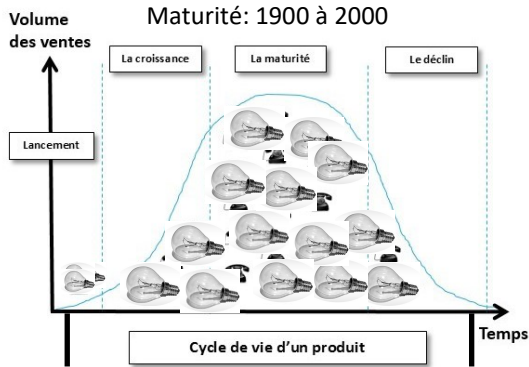 Maturité: 1900 à 2000
Volume
des ventes
La croissance
La maturité
Le déclin
Lancement
Temps
Cycle de vie d'un produit